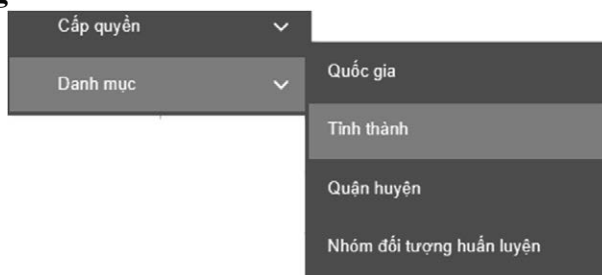 Cấp quyền
Danh mục
Quốc gia
Tỉnh thành
Quận huyện
Nhóm đối tượng huấn luyện